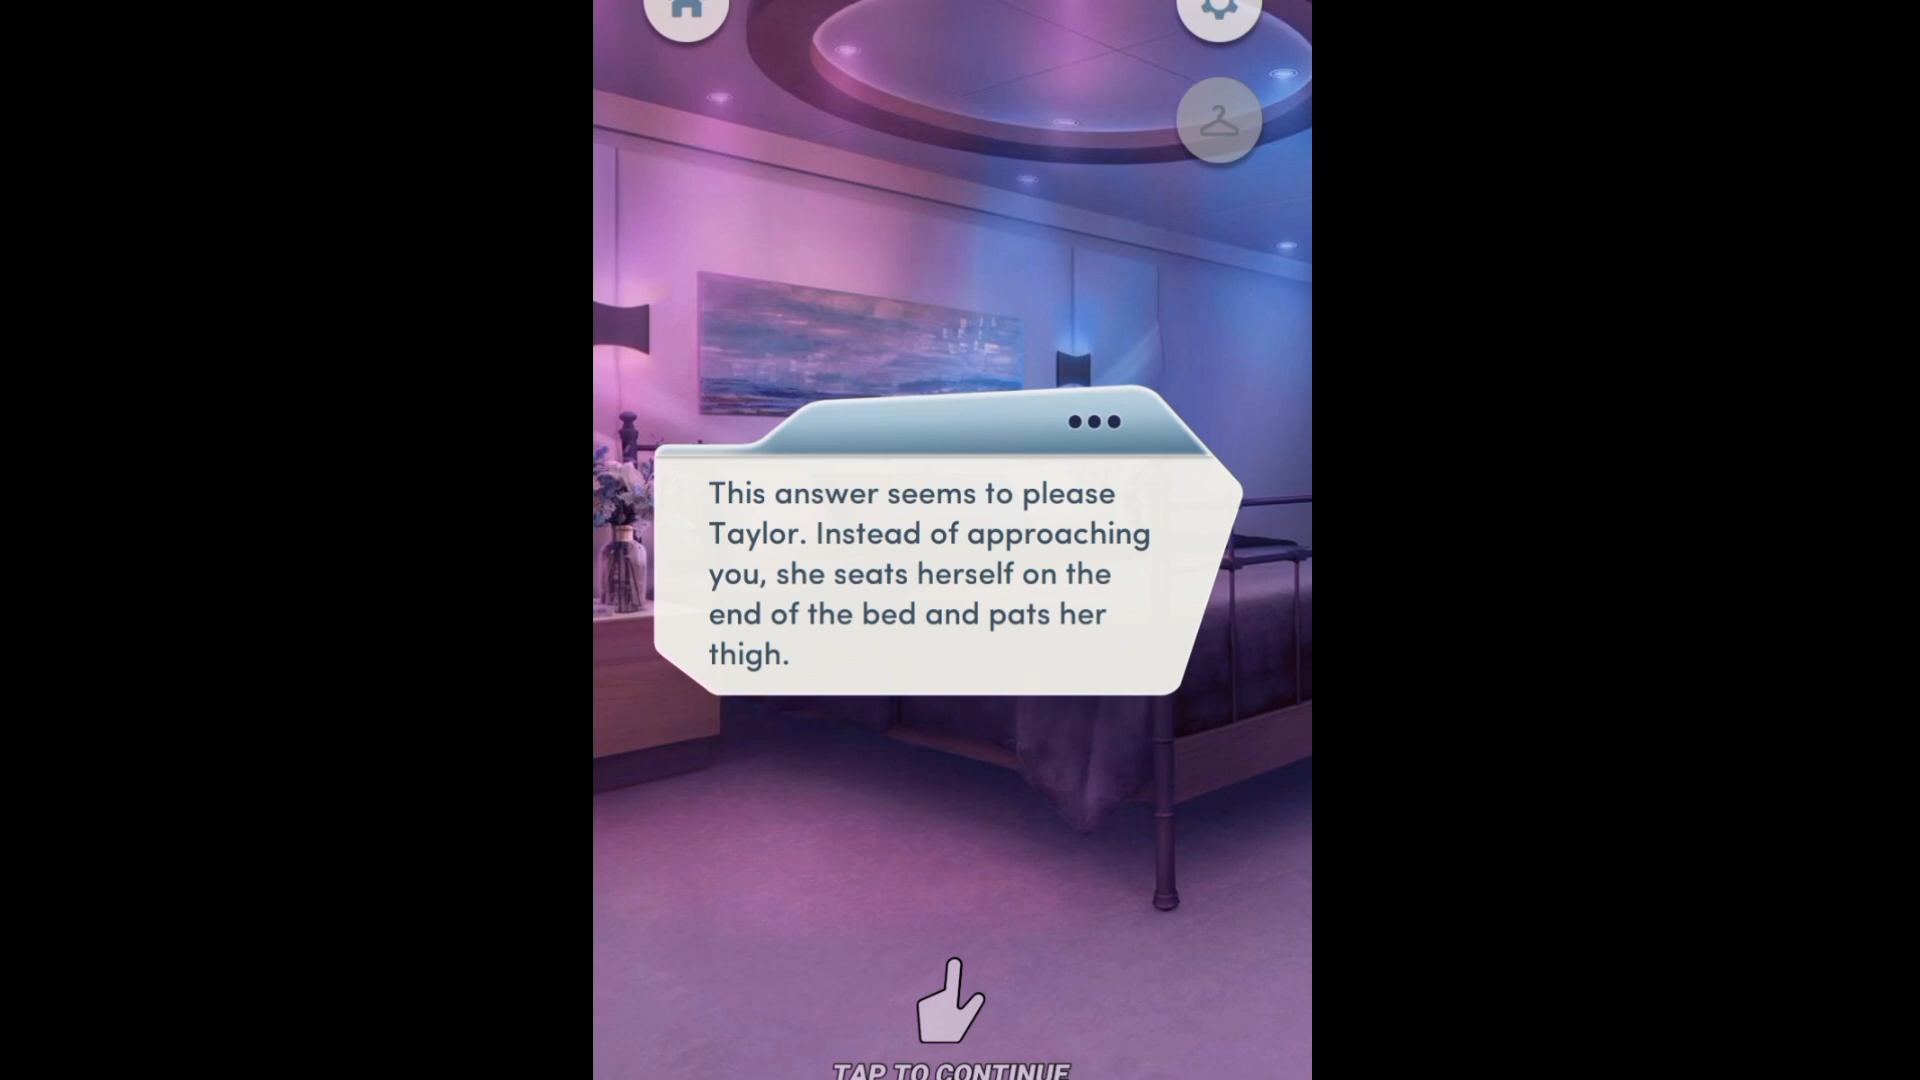 This answer seems to please
Taylor. Instead of approaching
you, she seats herself on the
end of the bed and pats her
thigh.
TAP TO CONTINUE